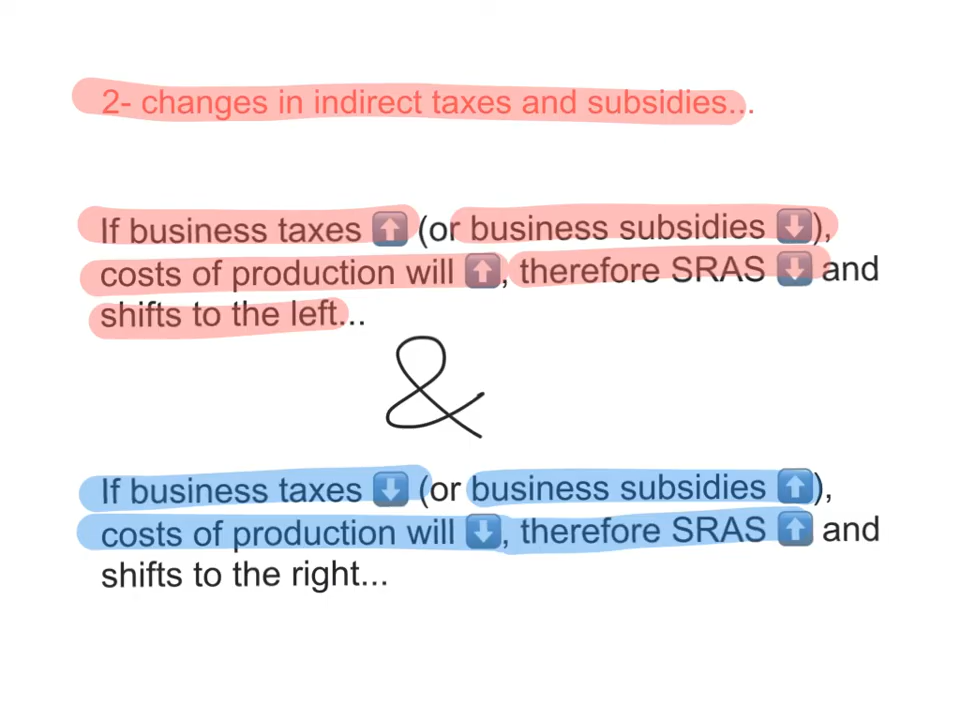 2- changes in indirect taxes and subsidies...
If business taxes ⬆️ (or business subsidies ⬇️),
costs of production will ⬆️, therefore SRAS ⬇️ and
shifts to the left...
&
If business taxes ⬇️ (or business subsidies ⬆️),
costs of production will ⬇️, therefore SRAS ⬆️ and
shifts to the right...